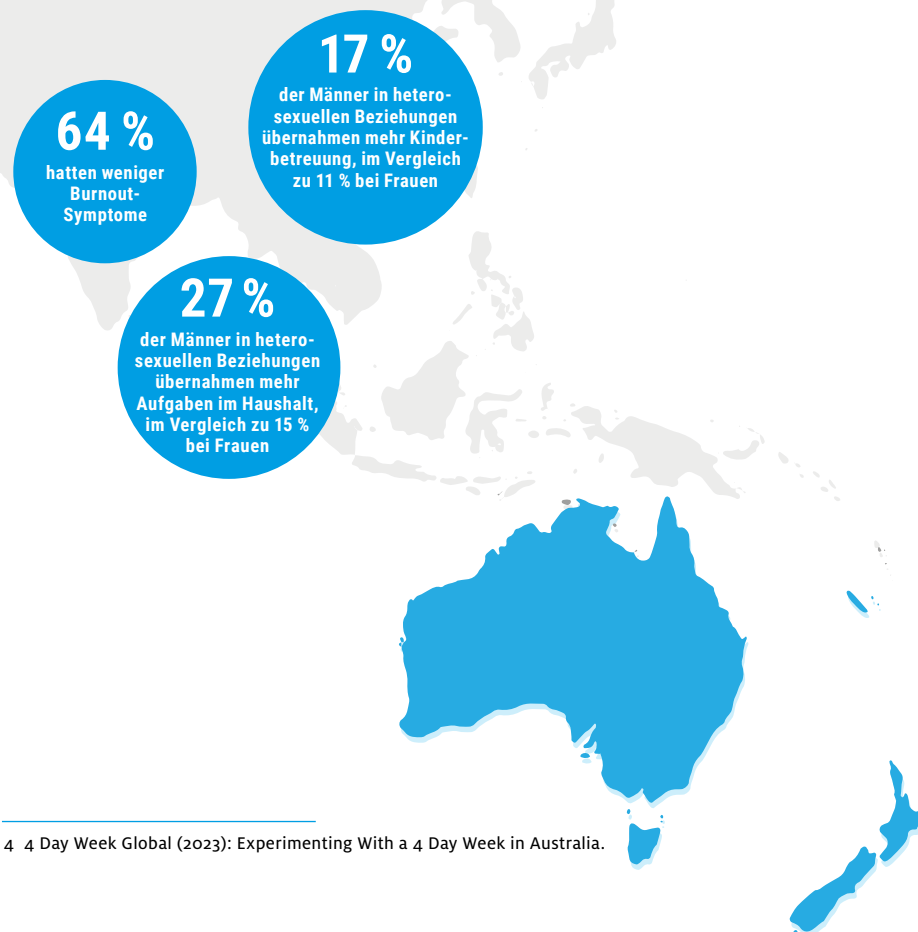 17 %
der Männer in hetero-
sexuellen Beziehungen
übernahmen mehr Kinder-
betreuung, im Vergleich
zu 11 % bei Frauen
64 %
hatten weniger
Burnout-
Symptome
27 %
der Männer in hetero-
sexuellen Beziehungen
übernahmen mehr
Aufgaben im Haushalt,
im Vergleich zu 15 %
bei Frauen
4 4 Day Week Global (2023): Experimenting With a 4 Day Week in Australia.